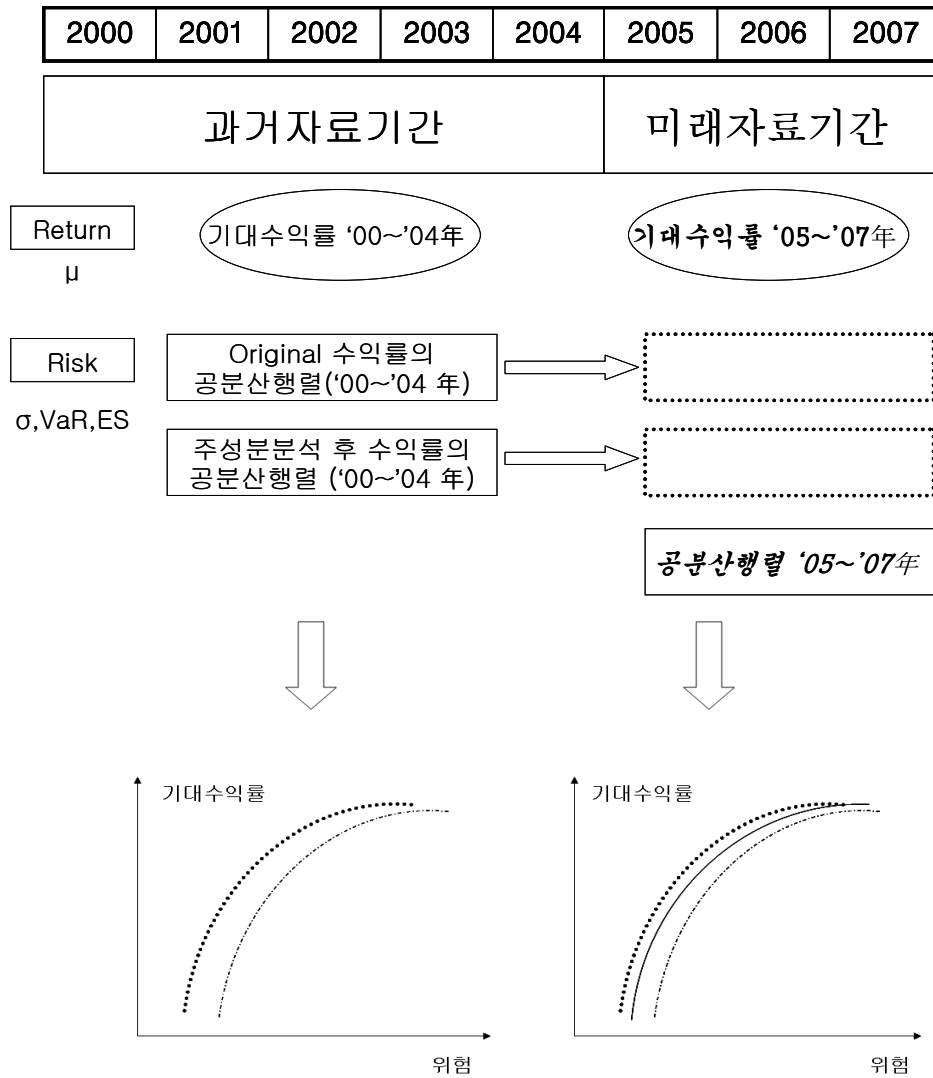 2000 2001 2002 2003 2004 2005 2006 2007
과거자료기간 미래자료기간
Return
μ
기대수익률 ‘00~’04年
기대수익률 ‘05~’07年
Risk
σ,VaR,ES
Original 수익률의
공분산행렬(‘00~’04 年)
주성분분석 후 수익률의
공분산행렬 (‘00~’04 年)
공분산행렬 ‘05~’07年
기대수익률
위험
기대수익률
위험